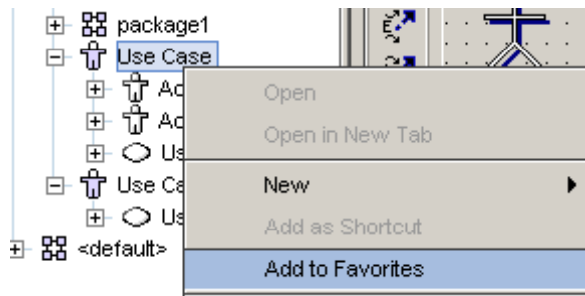 package1
Use Case
Ac
Open
Ac
Open in New Tab
Us
Use Ca
New
Us
Add as Shortcut
<default>
Add to Favorites